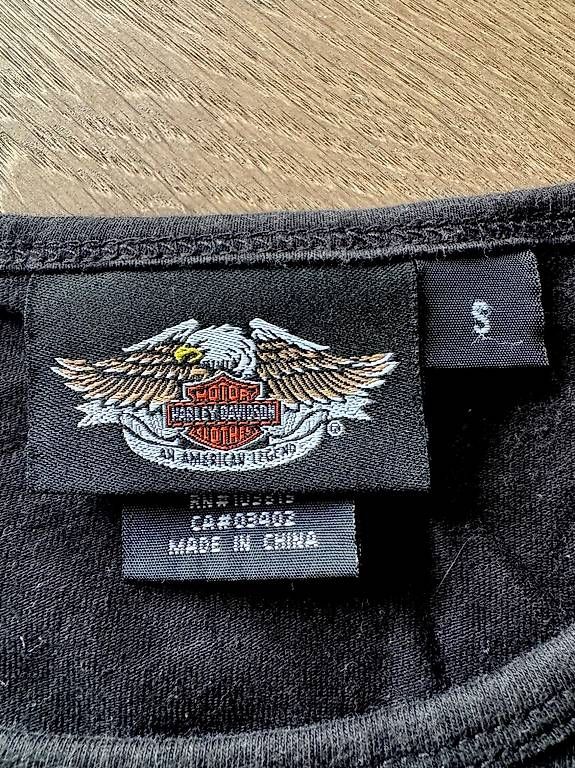 MOTOR
HARLEY-DAVIDSON
CLOTHES
®
AN AMERICAN LEGEND
S
CA#03402
MADE IN CHINA